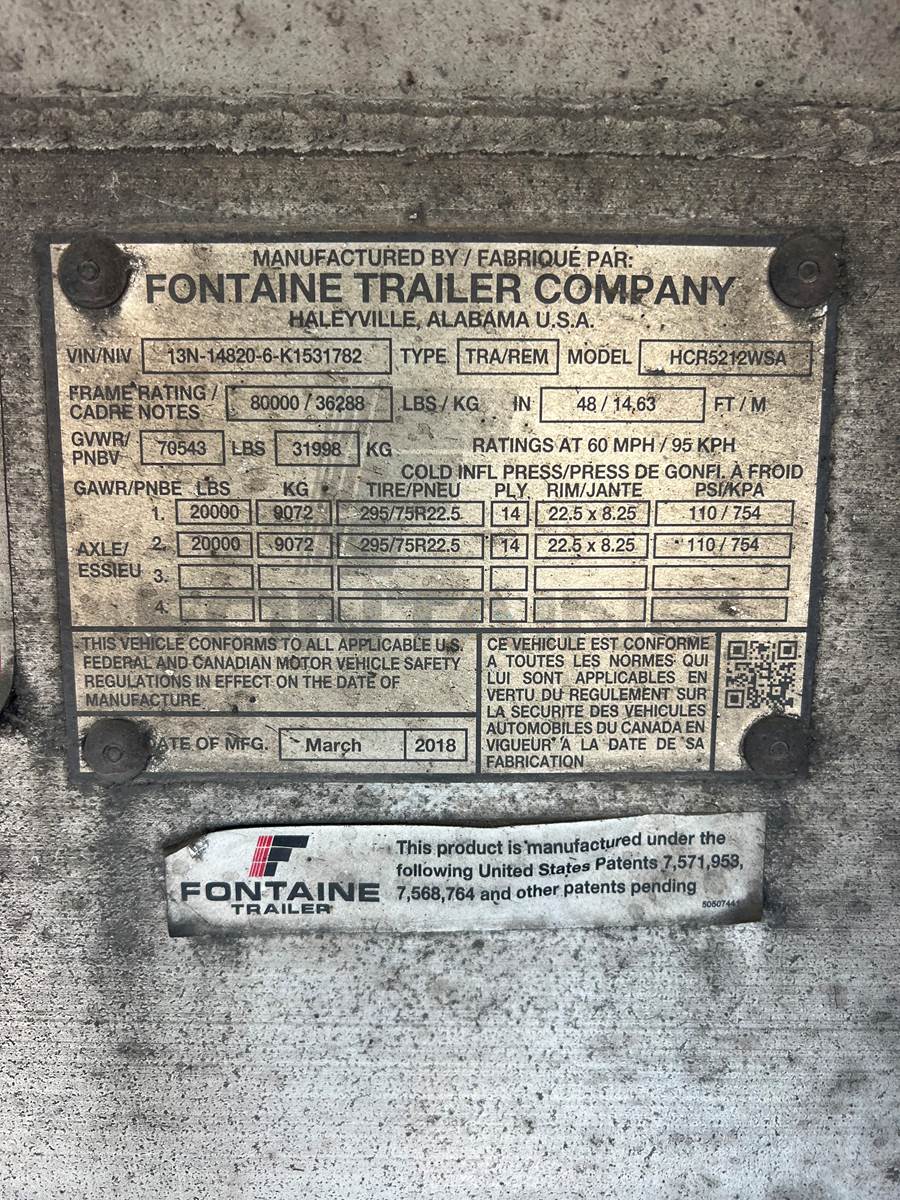 MANUFACTURED BY / FABRIQUÉ PAR:
FONTAINE TRAILER COMPANY
HALEYVILLE, ALABAMA U.S.A.
VIN/NIV 13N-14820-6-K1531782 TYPE TRA/REM MODEL HCR5212WSA
FRAME RATING /
CADRE NOTES 80000 / 36288 LBS / KG IN 48 / 14,63 FT / M
GVWR/
PNBV 70543 LBS 31998 KG RATINGS AT 60 MPH / 95 KPH
COLD INFL PRESS/PRESS DE GONFL. À FROID
GAWR/PNBE LBS KG TIRE/PNEU PLY RIM/JANTE PSI/KPA
AXLE/
ESSIEU
1. 20000 9072 295/75R22.5 14 22.5 x 8.25 110 / 754
2. 20000 9072 295/75R22.5 14 22.5 x 8.25 110 / 754
3.
4.
THIS VEHICLE CONFORMS TO ALL APPLICABLE U.S.
FEDERAL AND CANADIAN MOTOR VEHICLE SAFETY
REGULATIONS IN EFFECT ON THE DATE OF
MANUFACTURE
ATE OF MFG. March 2018
CE VEHICULE EST CONFORME
A TOUTES LES NORMES QUI
LUI SONT APPLICABLES EN
VERTU DU REGULEMENT SUR
LA SECURITE DES VEHICULES
AUTOMOBILES DU CANADA EN
VIGUEUR A LA DATE DE SA
FABRICATION
FONTAINE
TRAILER
This product is manufactured under the
following United States Patents 7,571,953,
7,568,764 and other patents pending